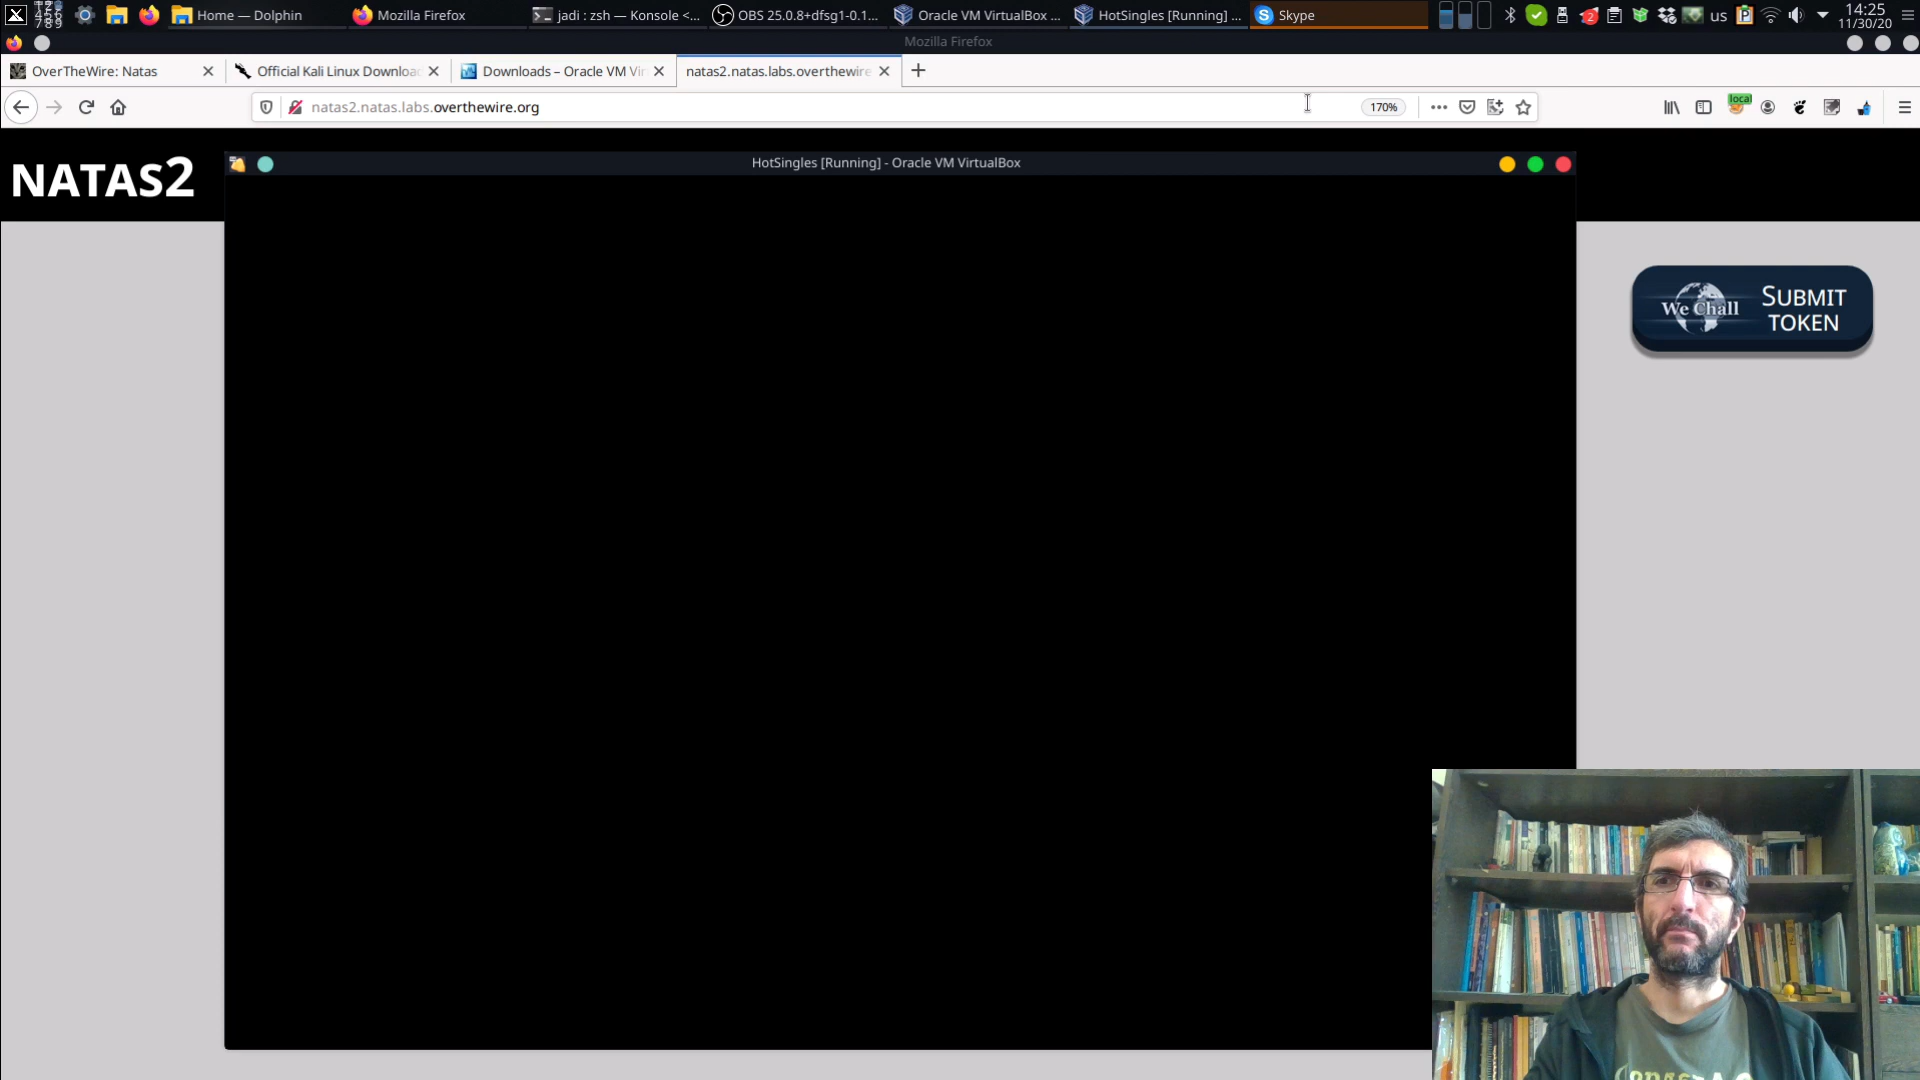 Home — Dolphin
Mozilla Firefox
jadi : zsh — Konsole <...
OBS 25.0.8+dfsg1-0.1...
Oracle VM VirtualBox ...
HotSingles [Running] ...
Skype
2
us
14:25
11/30/20
Mozilla Firefox
OverTheWire: Natas
Official Kali Linux Downloa
Downloads – Oracle VM Vir
natas2.natas.labs.overthewire
natas2.natas.labs.overthewire.org
170%
local
NATAS2
HotSingles [Running] - Oracle VM VirtualBox
We Chall
SUBMIT
TOKEN